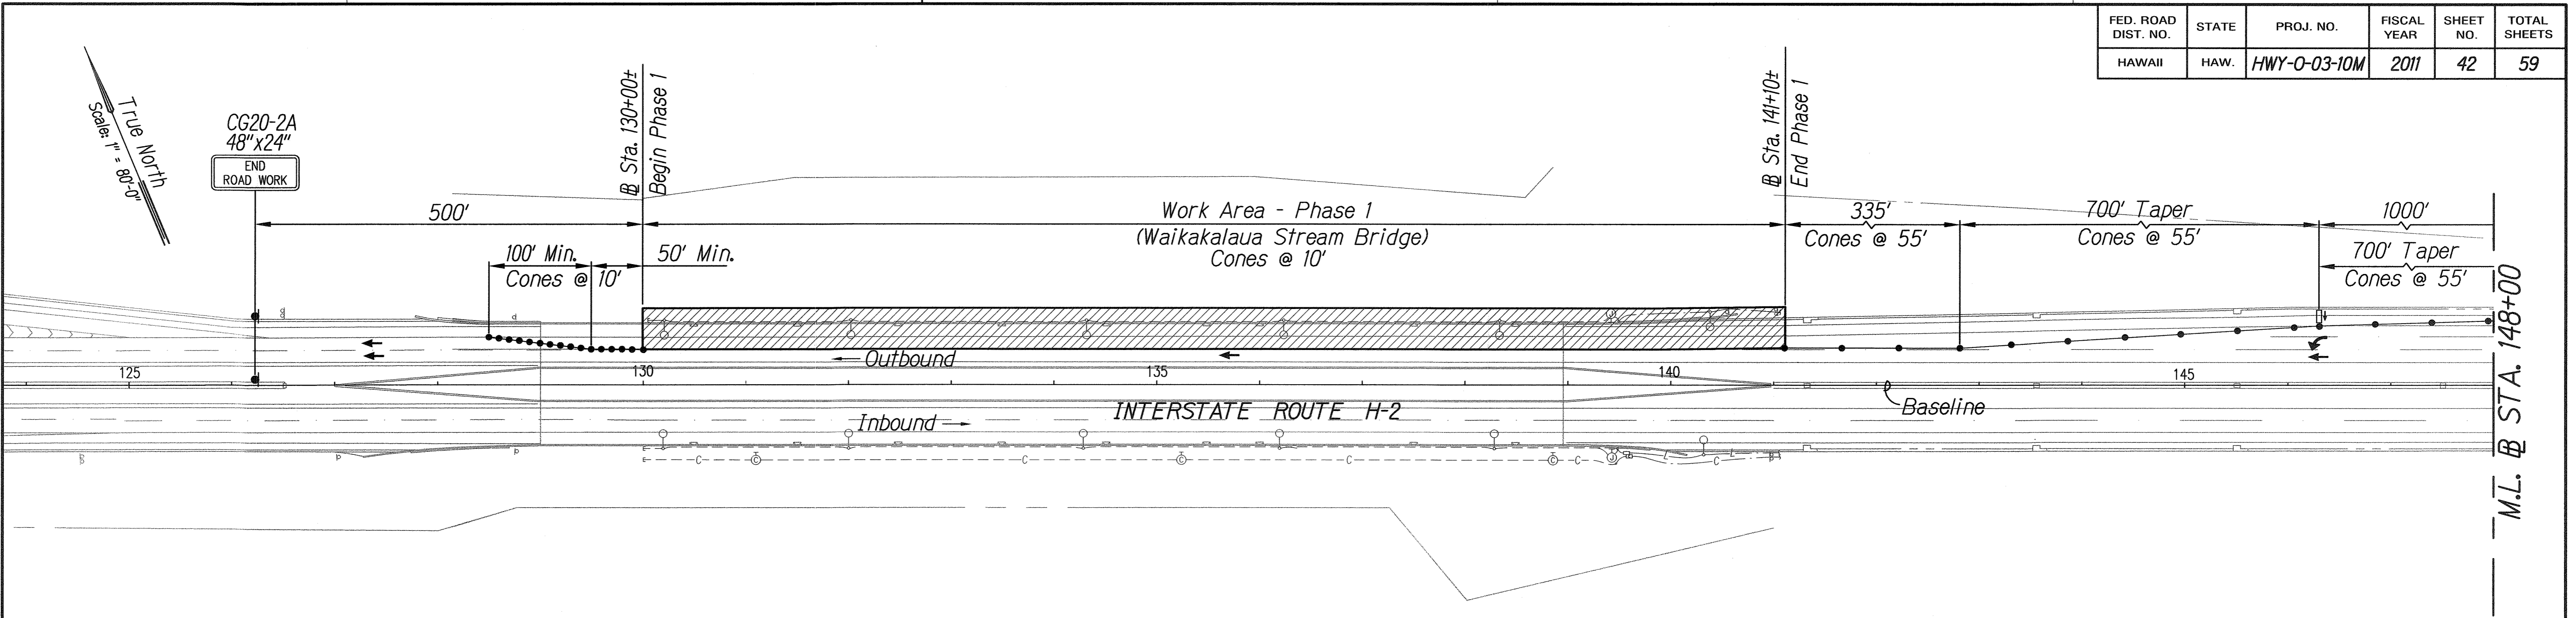 FED. ROAD DIST. NO. STATE PROJ. NO. FISCAL YEAR SHEET NO. TOTAL SHEETS
HAWAII HAW. HWY-O-03-10M 2011 42 59
True North
Scale: 1" = 80'-0"
CG20-2A
48"x24"
END
ROAD WORK
BL Sta. 130+00±
Begin Phase 1
BL Sta. 141+10±
End Phase 1
500'
Work Area - Phase 1
(Waikakalaua Stream Bridge)
Cones @ 10'
335'
Cones @ 55'
700' Taper
Cones @ 55'
1000'
100' Min.
Cones @ 10'
50' Min.
700' Taper
Cones @ 55'
Outbound
125 130 135 140 145
Baseline
INTERSTATE ROUTE H-2
Inbound
C C C C C C C C
J J
M.L. BL STA. 148+00